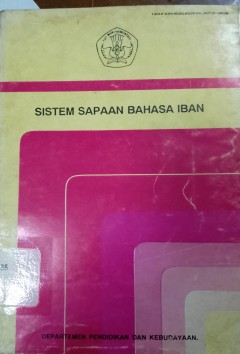 SISTEM SAPAAN BAHASA IBAN
DEPARTEMEN PENDIDIKAN DAN KEBUDAYAAN.